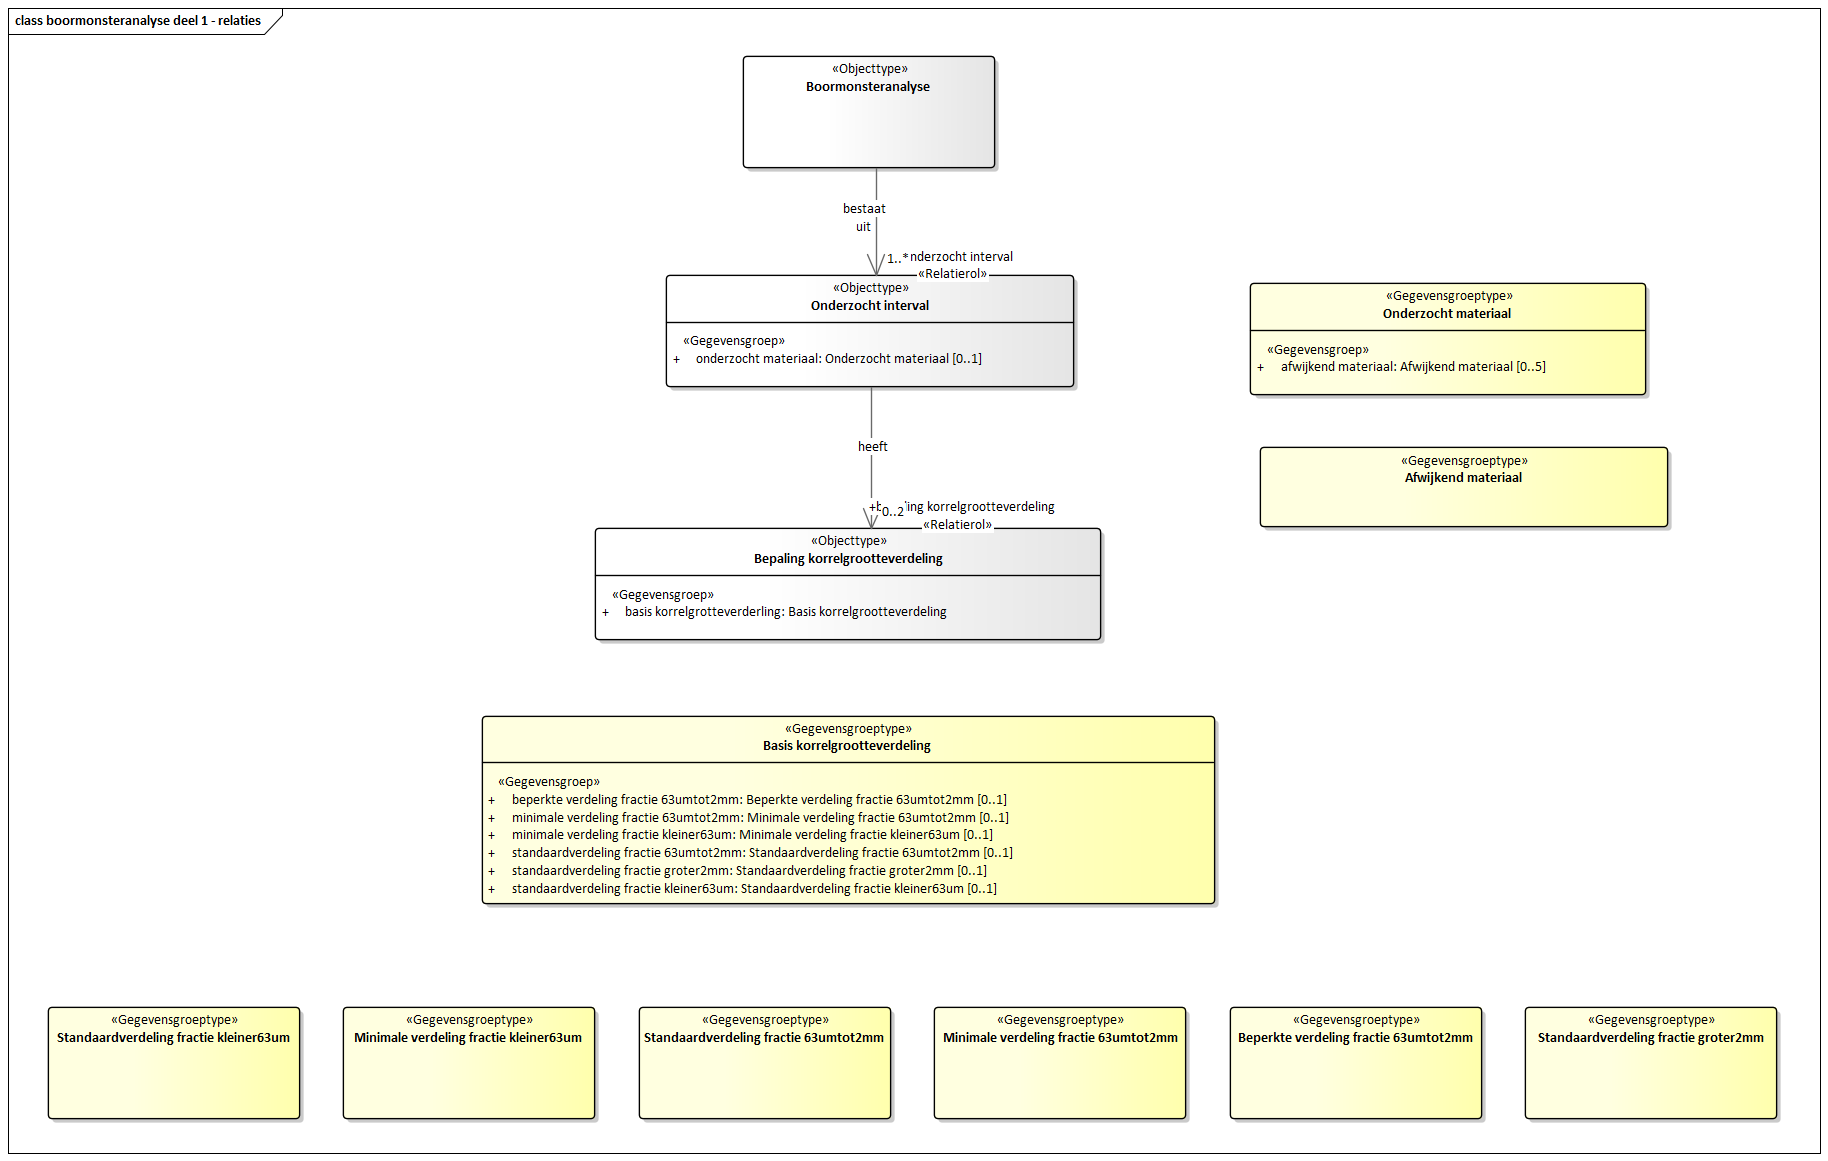 class boormonsteranalyse deel 1 - relaties
«Objecttype»
Boormonsteranalyse
bestaat
uit
1..* nderzocht interval
«Relatierol»
«Objecttype»
Onderzocht interval
«Gegevensgroep»
+ onderzocht materiaal: Onderzocht materiaal [0..1]
«Gegevensgroeptype»
Onderzocht materiaal
«Gegevensgroep»
+ afwijkend materiaal: Afwijkend materiaal [0..5]
heeft
«Gegevensgroeptype»
Afwijkend materiaal
0..2 korrelgrootteverdeling
«Relatierol»
«Objecttype»
Bepaling korrelgrootteverdeling
«Gegevensgroep»
+ basis korrelgrotteverderling: Basis korrelgrootteverdeling
«Gegevensgroeptype»
Basis korrelgrootteverdeling
«Gegevensgroep»
+ beperkte verdeling fractie 63umtot2mm: Beperkte verdeling fractie 63umtot2mm [0..1]
+ minimale verdeling fractie 63umtot2mm: Minimale verdeling fractie 63umtot2mm [0..1]
+ minimale verdeling fractie kleiner63um: Minimale verdeling fractie kleiner63um [0..1]
+ standaardverdeling fractie 63umtot2mm: Standaardverdeling fractie 63umtot2mm [0..1]
+ standaardverdeling fractie groter2mm: Standaardverdeling fractie groter2mm [0..1]
+ standaardverdeling fractie kleiner63um: Standaardverdeling fractie kleiner63um [0..1]
«Gegevensgroeptype»
Standaardverdeling fractie kleiner63um
«Gegevensgroeptype»
Minimale verdeling fractie kleiner63um
«Gegevensgroeptype»
Standaardverdeling fractie 63umtot2mm
«Gegevensgroeptype»
Minimale verdeling fractie 63umtot2mm
«Gegevensgroeptype»
Beperkte verdeling fractie 63umtot2mm
«Gegevensgroeptype»
Standaardverdeling fractie groter2mm